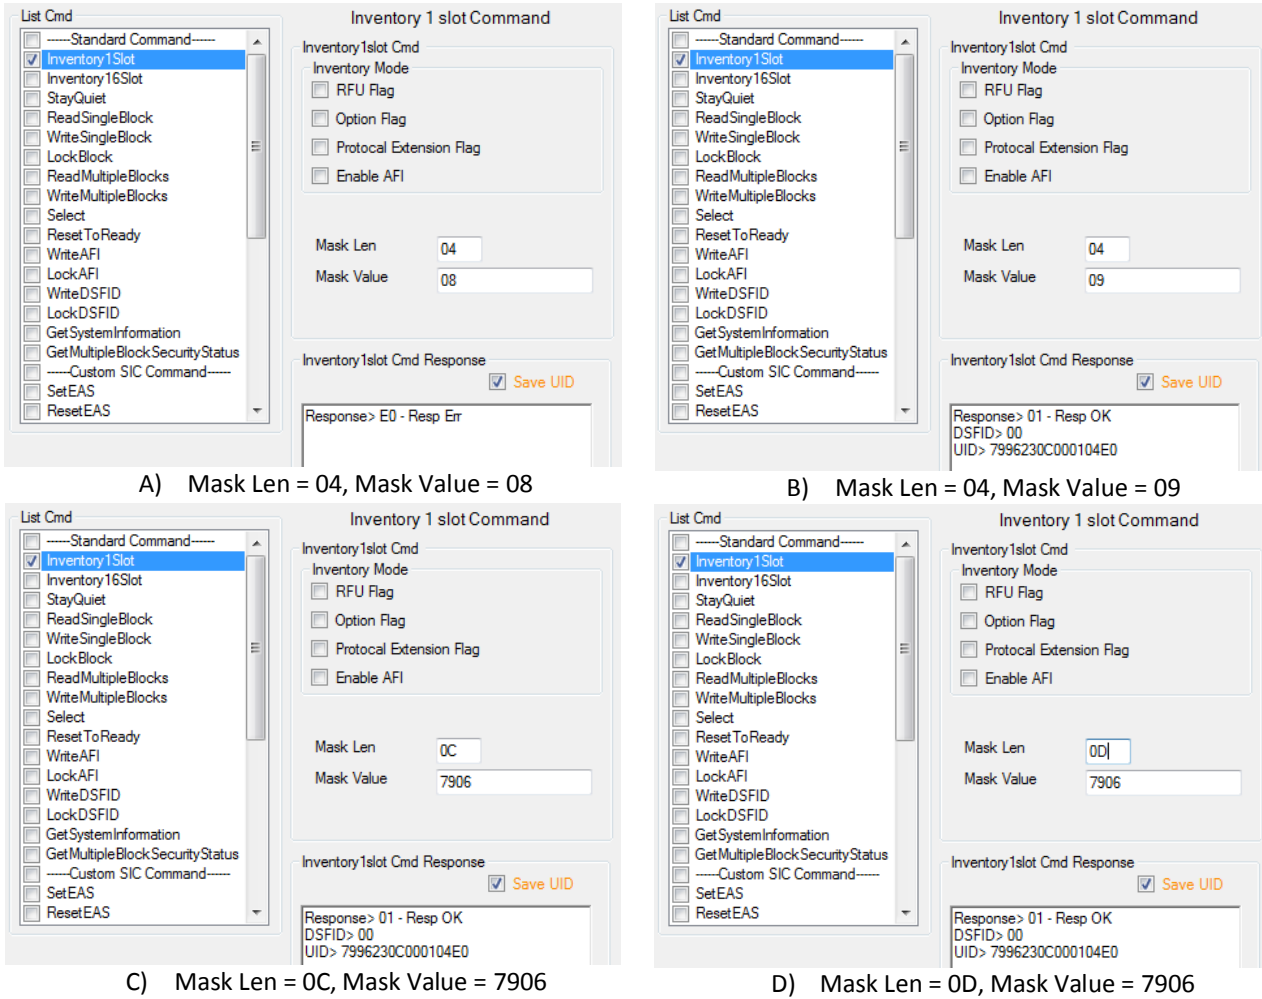 List Cmd
------Standard Command------
Inventory1Slot
Inventory16Slot
StayQuiet
ReadSingleBlock
WriteSingleBlock
LockBlock
ReadMultipleBlocks
WriteMultipleBlocks
Select
ResetToReady
WriteAFI
LockAFI
WriteDSFID
LockDSFID
GetSystemInformation
GetMultipleBlockSecurityStatus
------Custom SIC Command------
SetEAS
ResetEAS
Inventory 1 slot Command
Inventory1slot Cmd
Inventory Mode
RFU Flag
Option Flag
Protocal Extension Flag
Enable AFI
Mask Len 04
Mask Value 08
Inventory1slot Cmd Response
Save UID
Response> E0 - Resp Err
A) Mask Len = 04, Mask Value = 08
List Cmd
------Standard Command------
Inventory1Slot
Inventory16Slot
StayQuiet
ReadSingleBlock
WriteSingleBlock
LockBlock
ReadMultipleBlocks
WriteMultipleBlocks
Select
ResetToReady
WriteAFI
LockAFI
WriteDSFID
LockDSFID
GetSystemInformation
GetMultipleBlockSecurityStatus
------Custom SIC Command------
SetEAS
ResetEAS
Inventory 1 slot Command
Inventory1slot Cmd
Inventory Mode
RFU Flag
Option Flag
Protocal Extension Flag
Enable AFI
Mask Len 04
Mask Value 09
Inventory1slot Cmd Response
Save UID
Response> 01 - Resp OK
DSFID> 00
UID> 7996230C000104E0
B) Mask Len = 04, Mask Value = 09
List Cmd
------Standard Command------
Inventory1Slot
Inventory16Slot
StayQuiet
ReadSingleBlock
WriteSingleBlock
LockBlock
ReadMultipleBlocks
WriteMultipleBlocks
Select
ResetToReady
WriteAFI
LockAFI
WriteDSFID
LockDSFID
GetSystemInformation
GetMultipleBlockSecurityStatus
------Custom SIC Command------
SetEAS
ResetEAS
Inventory 1 slot Command
Inventory1slot Cmd
Inventory Mode
RFU Flag
Option Flag
Protocal Extension Flag
Enable AFI
Mask Len 0C
Mask Value 7906
Inventory1slot Cmd Response
Save UID
Response> 01 - Resp OK
DSFID> 00
UID> 7996230C000104E0
C) Mask Len = 0C, Mask Value = 7906
List Cmd
------Standard Command------
Inventory1Slot
Inventory16Slot
StayQuiet
ReadSingleBlock
WriteSingleBlock
LockBlock
ReadMultipleBlocks
WriteMultipleBlocks
Select
ResetToReady
WriteAFI
LockAFI
WriteDSFID
LockDSFID
GetSystemInformation
GetMultipleBlockSecurityStatus
------Custom SIC Command------
SetEAS
ResetEAS
Inventory 1 slot Command
Inventory1slot Cmd
Inventory Mode
RFU Flag
Option Flag
Protocal Extension Flag
Enable AFI
Mask Len 0D
Mask Value 7906
Inventory1slot Cmd Response
Save UID
Response> 01 - Resp OK
DSFID> 00
UID> 7996230C000104E0
D) Mask Len = 0D, Mask Value = 7906